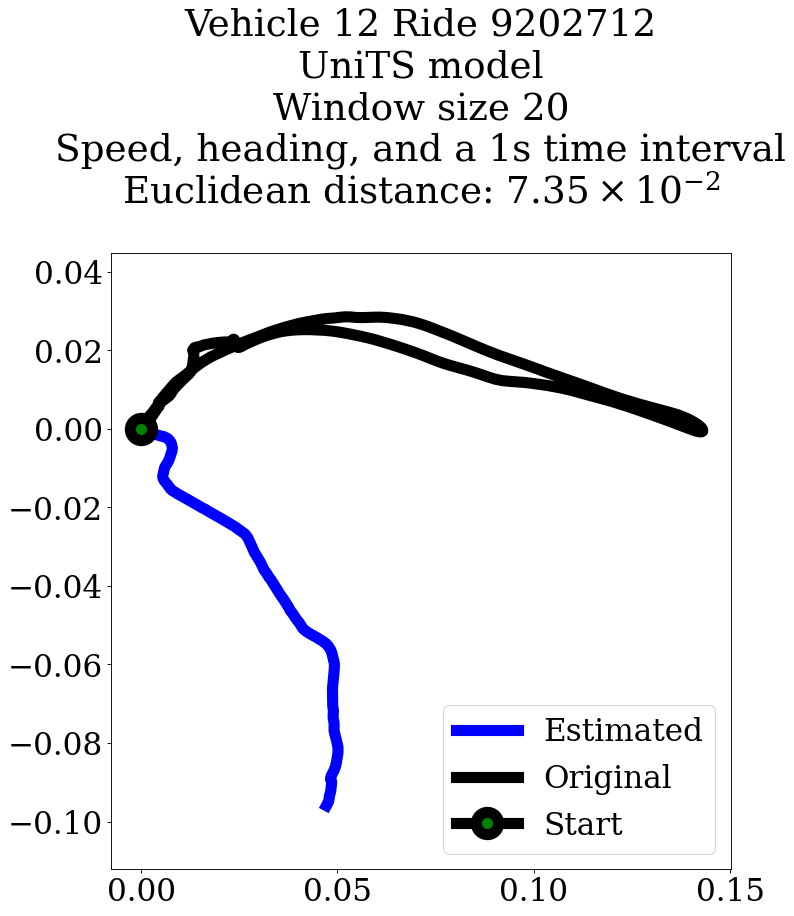 Vehicle 12 Ride 9202712
UniTS model
Window size 20
Speed, heading, and a 1s time interval
Euclidean distance: 7.35 × 10⁻²
0.04
0.02
0.00
−0.02
−0.04
−0.06
−0.08
−0.10
Estimated
Original
Start
0.00 0.05 0.10 0.15